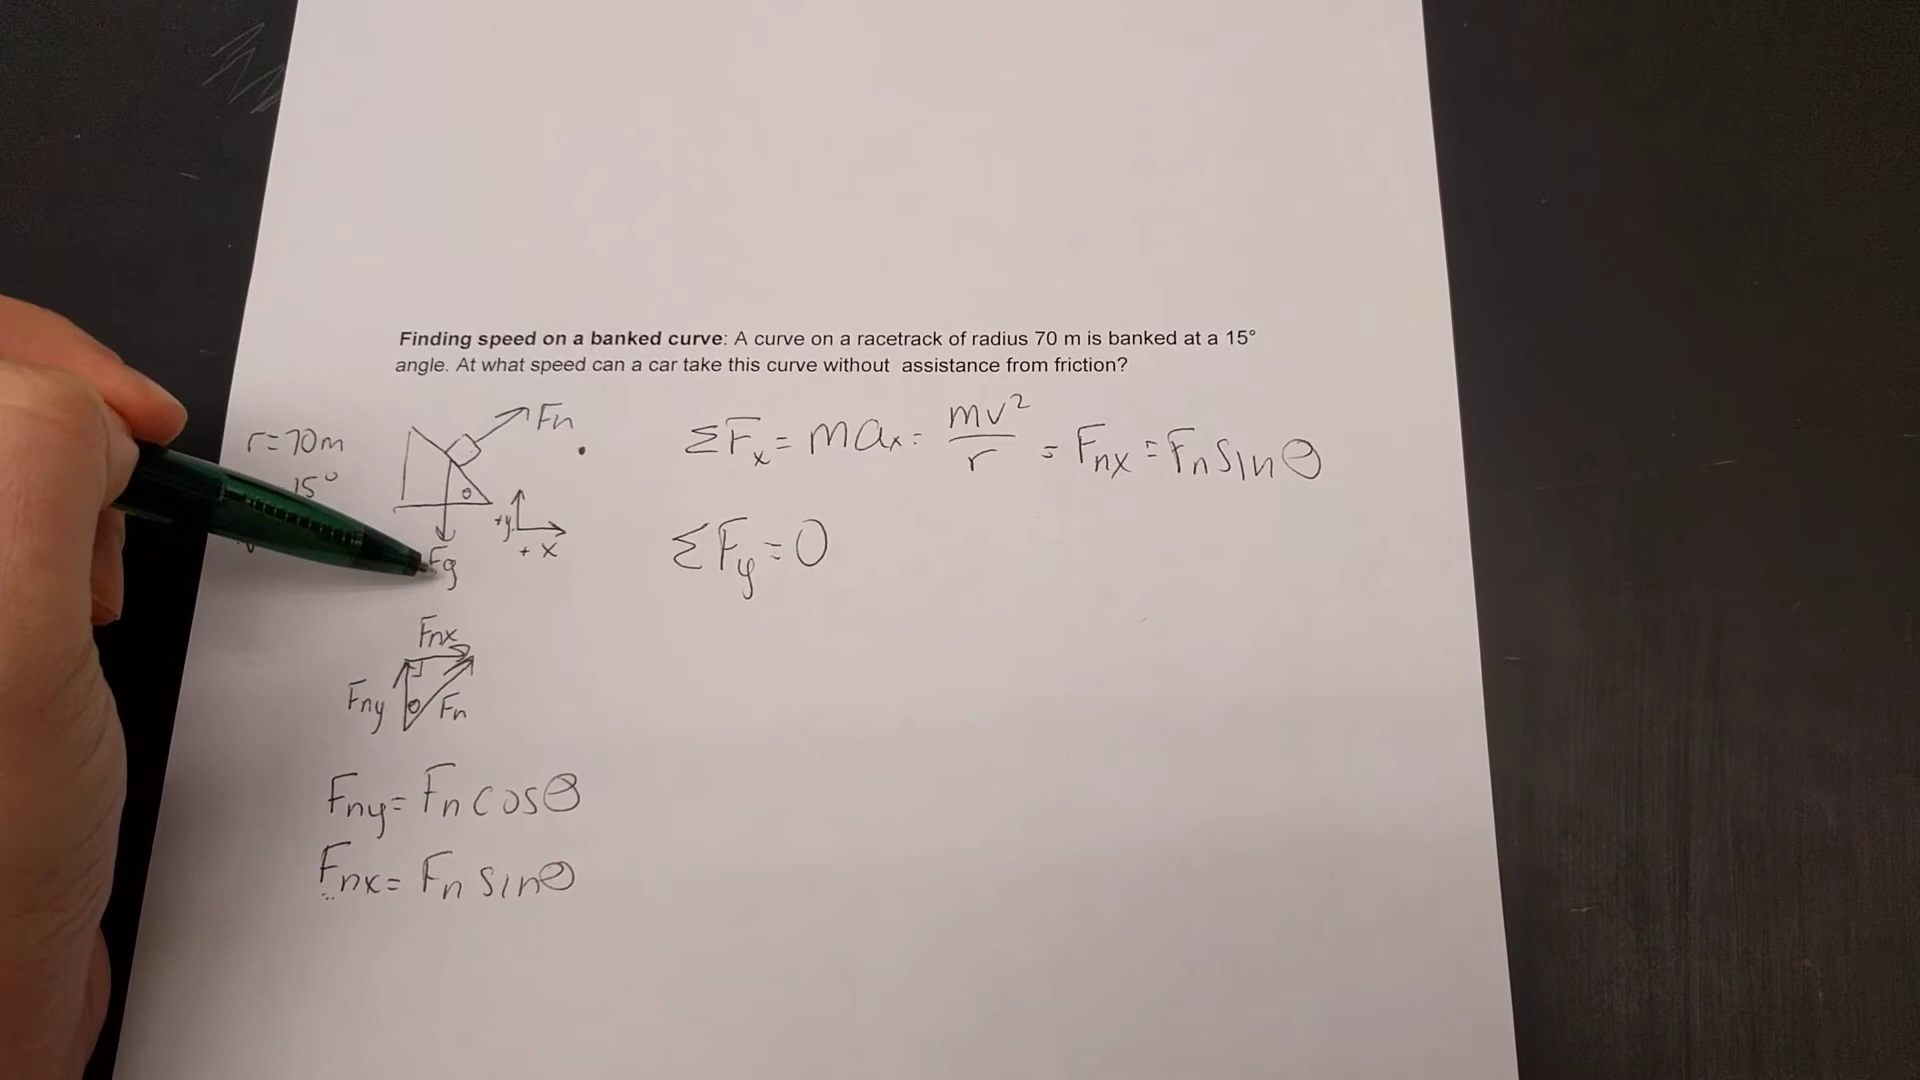 Finding speed on a banked curve: A curve on a racetrack of radius 70 m is banked at a 15°
angle. At what speed can a car take this curve without assistance from friction?
r=70m
15°
Fn
θ
+y
+x
Fg
ΣFx = max = mv²/r = Fnx = Fn sinθ
ΣFy = 0
Fnx
Fny
θ
Fn
Fny = Fn cosθ
Fnx = Fn sinθ